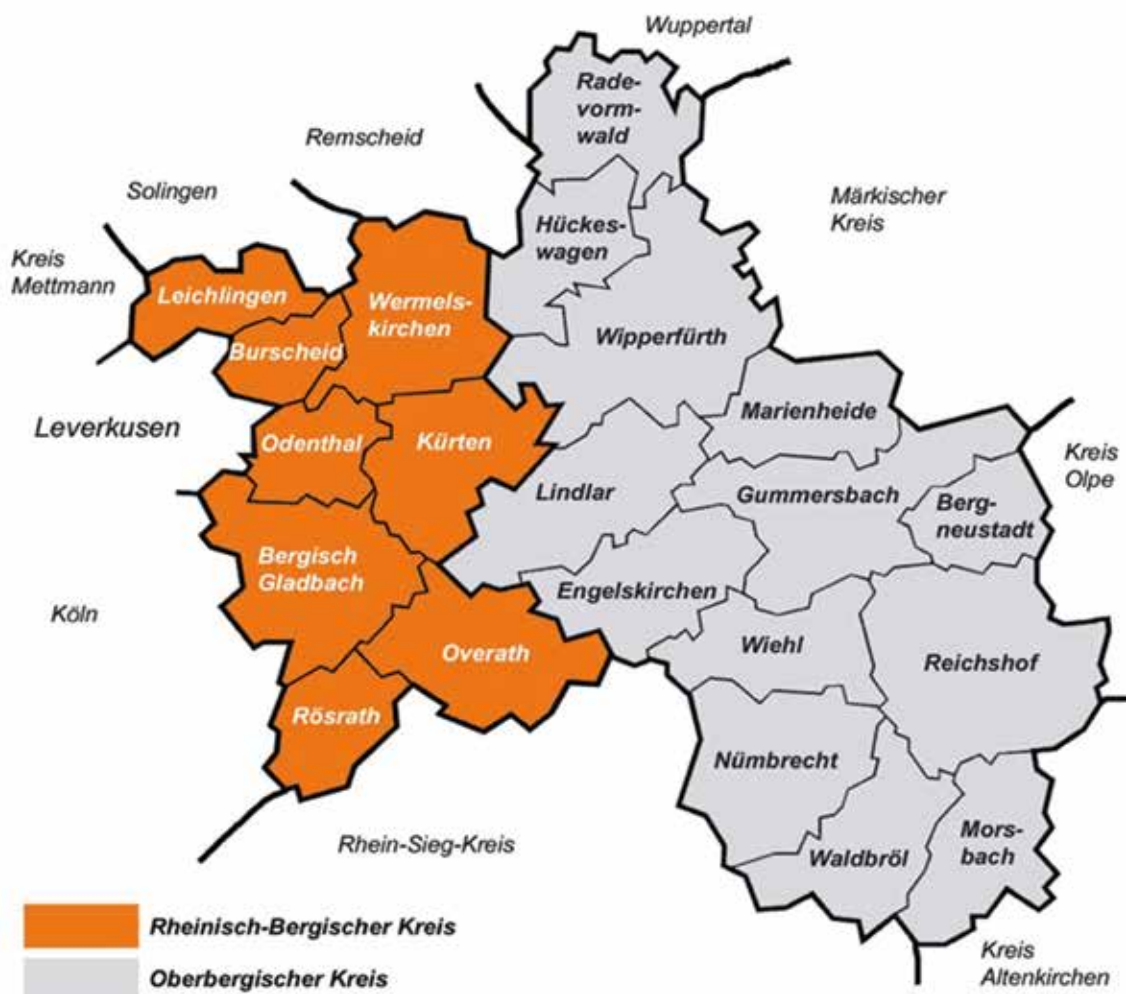 Wuppertal
Rade-
vorm-
wald
Remscheid
Solingen
Märkischer
Kreis
Hückes-
wagen
Kreis
Mettmann
Leichlingen
Wermels-
kirchen
Burscheid
Wipperfürth
Marienheide
Leverkusen
Odenthal
Kürten
Kreis
Olpe
Lindlar
Gummersbach
Berg-
neustadt
Bergisch
Gladbach
Engelskirchen
Köln
Overath
Wiehl
Reichshof
Rösrath
Nümbrecht
Rhein-Sieg-Kreis
Waldbröl
Mors-
bach
Rheinisch-Bergischer Kreis
Oberbergischer Kreis
Kreis
Altenkirchen